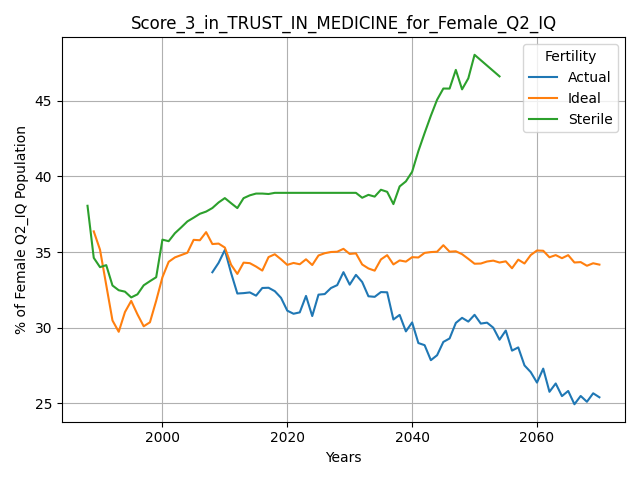 Score_3_in_TRUST_IN_MEDICINE_for_Female_Q2_IQ
Fertility
Actual
Ideal
Sterile
% of Female Q2_IQ Population
45
40
35
30
25
2000
2020
2040
2060
Years